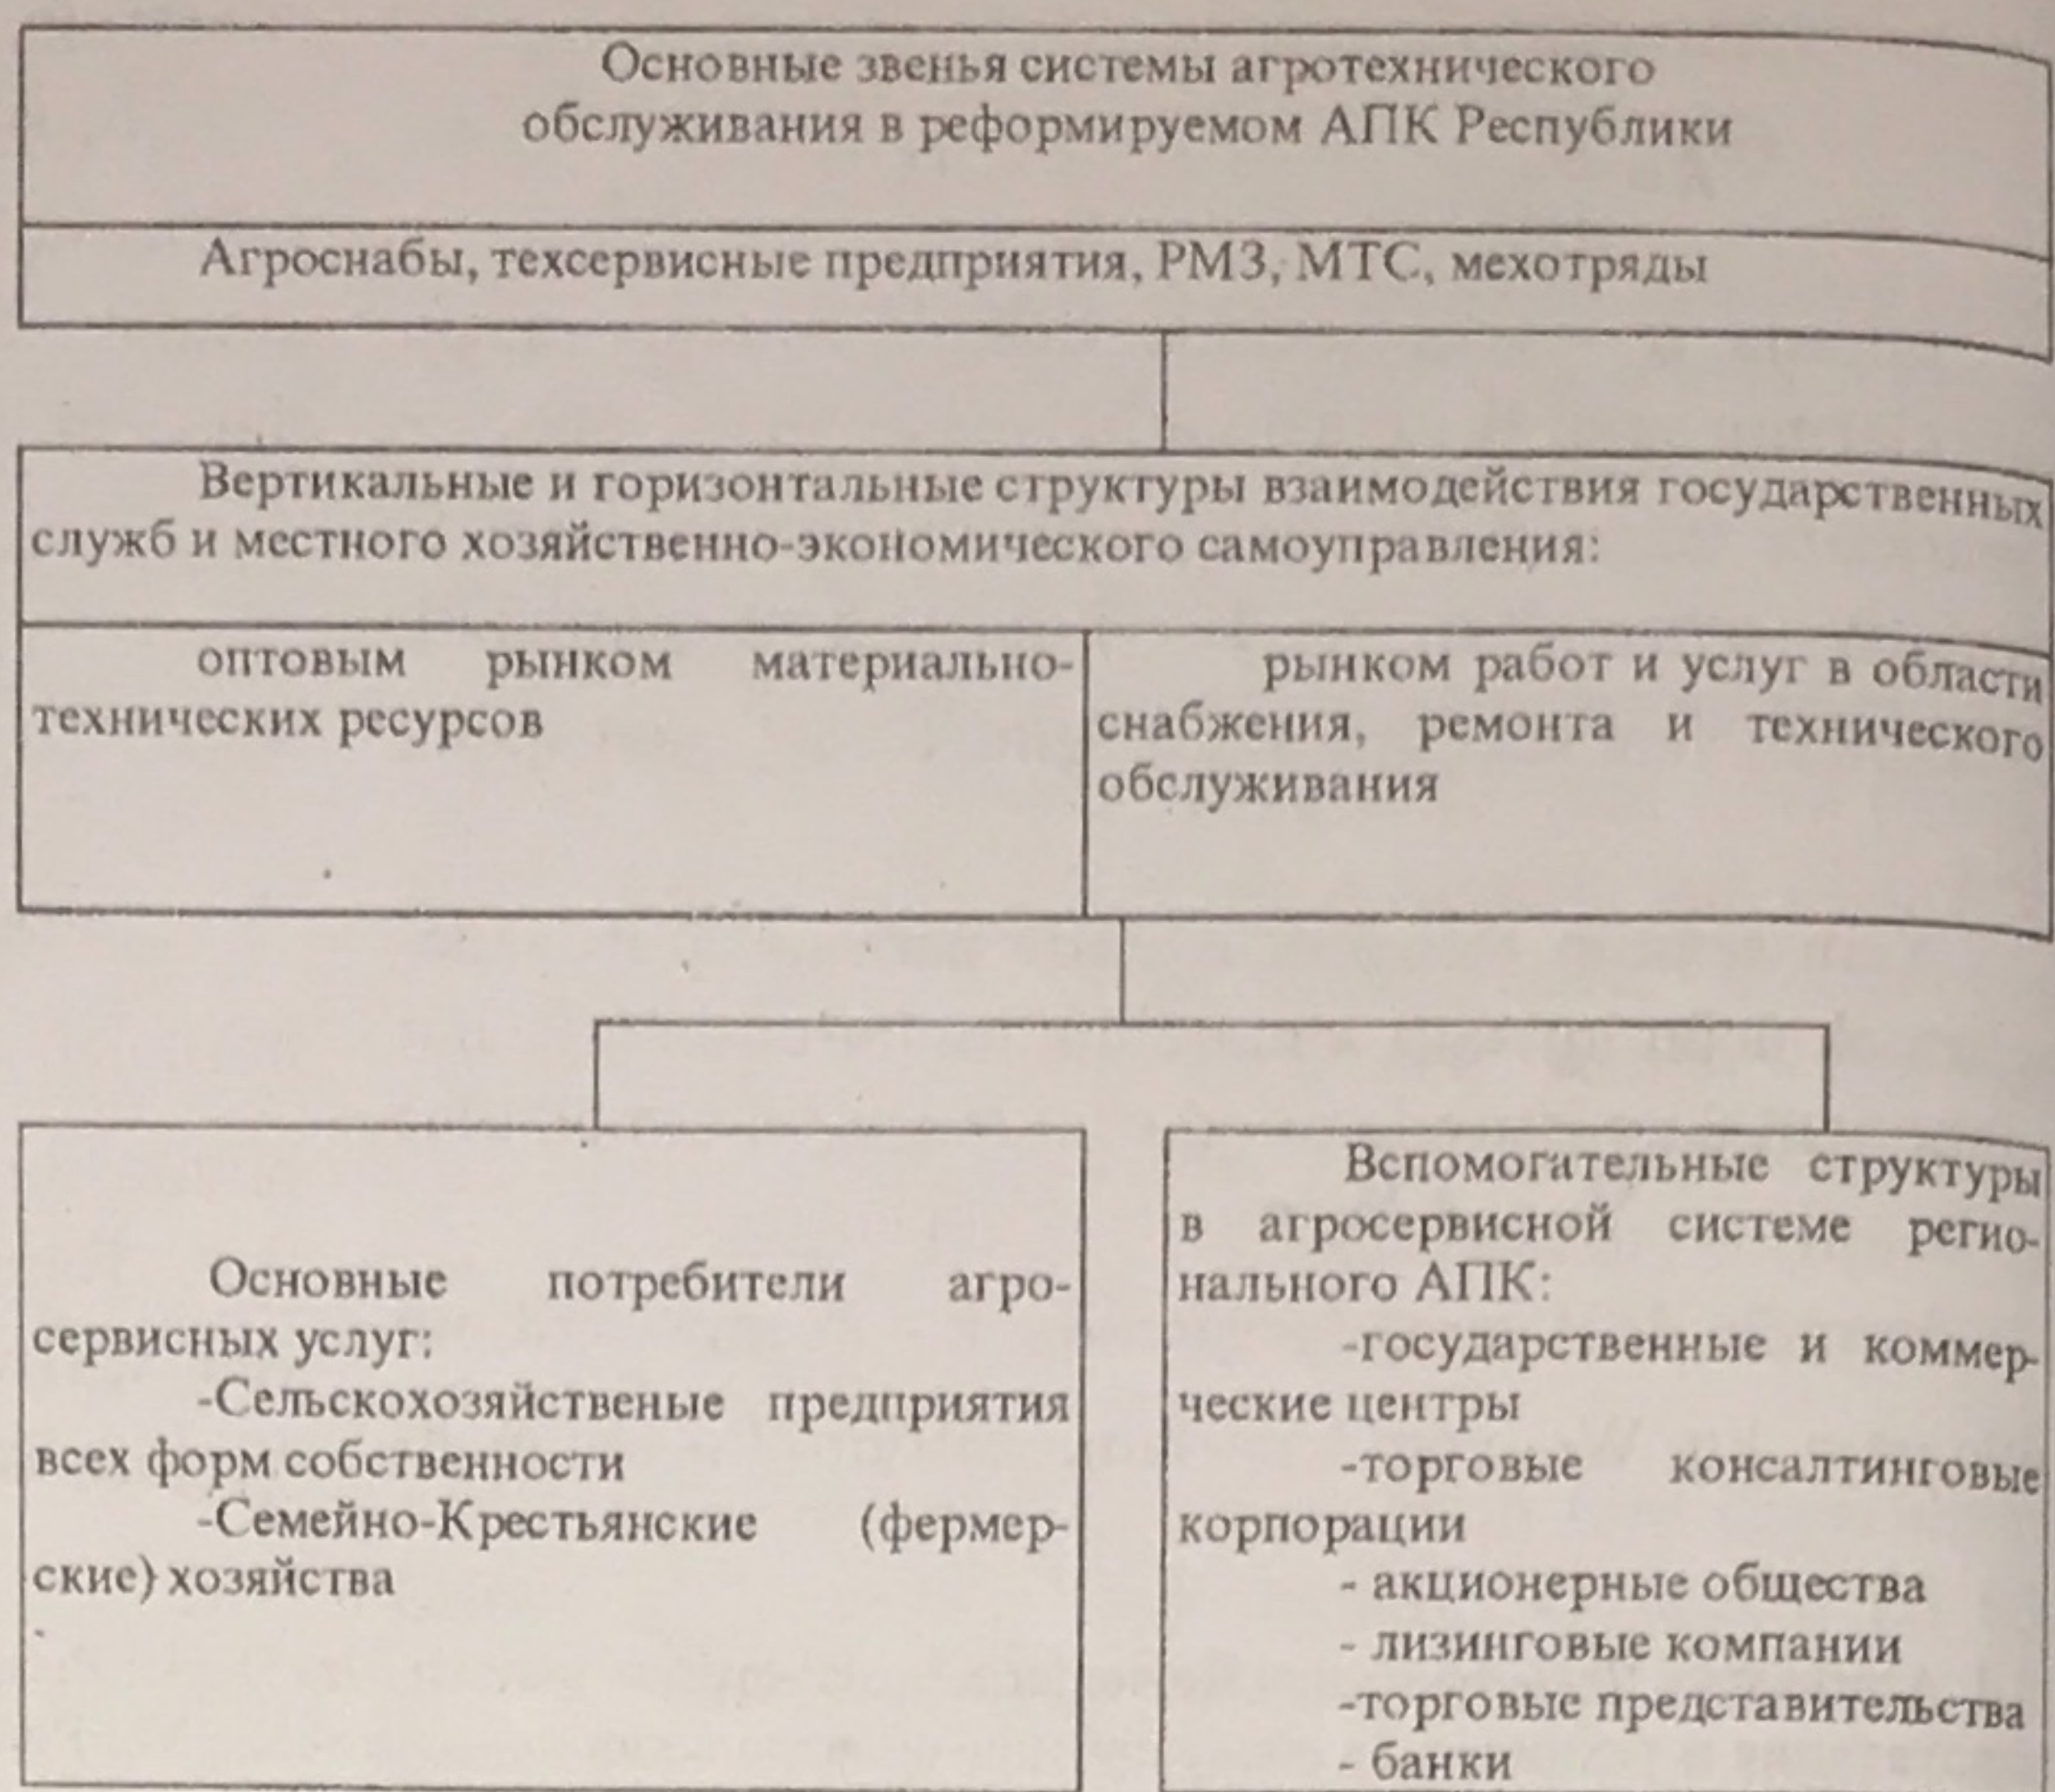 Основные звенья системы агротехнического
обслуживания в реформируемом АПК Республики
Агроснабы, техсервисные предприятия, РМЗ, МТС, мехотряды
Вертикальные и горизонтальные структуры взаимодействия государственных
служб и местного хозяйственно-экономического самоуправления:
оптовым рынком материально-
технических ресурсов
рынком работ и услуг в области
снабжения, ремонта и технического
обслуживания
Основные потребители агро-
сервисных услуг:
-Сельскохозяйственые предприятия
всех форм собственности
-Семейно-Крестьянские (фермер-
ские) хозяйства
Вспомогательные структуры
в агросервисной системе регио-
нального АПК:
-государственные и коммер-
ческие центры
-торговые консалтинговые
корпорации
- акционерные общества
- лизинговые компании
-торговые представительства
- банки